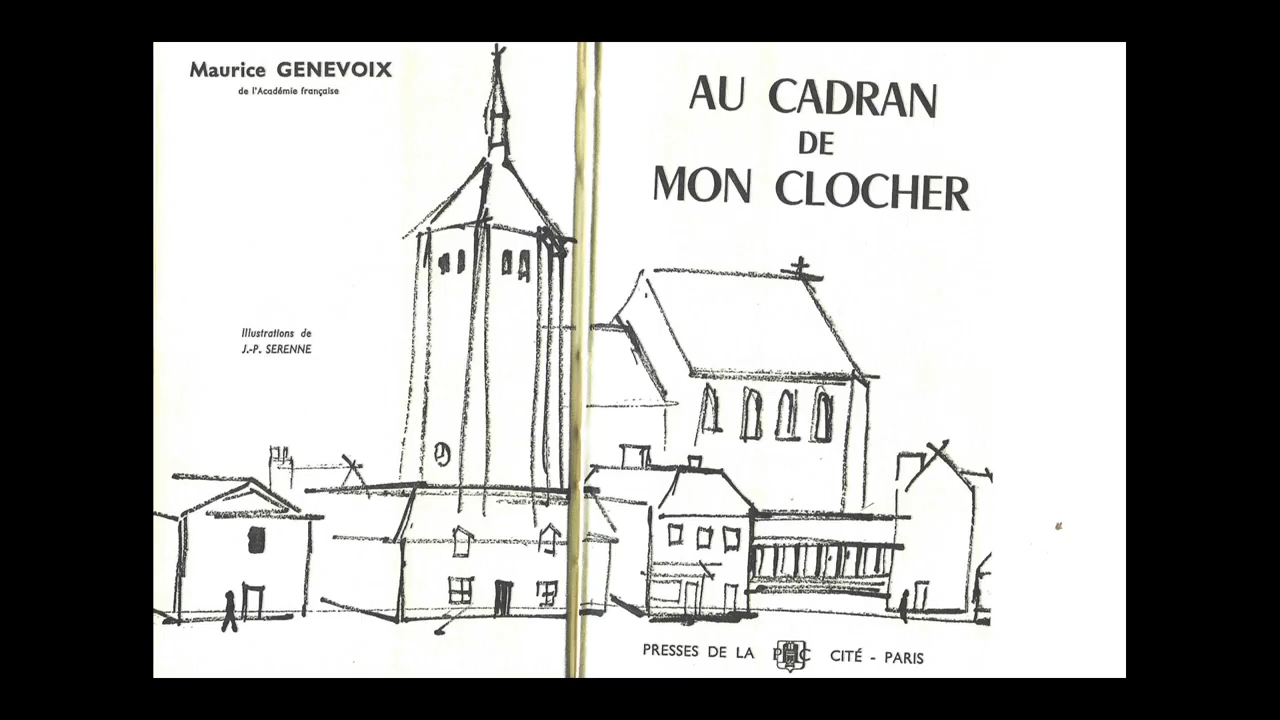 Maurice GENEVOIX
de l'Académie française
Illustrations de
J.-P. SERENNE
AU CADRAN
DE
MON CLOCHER
PRESSES DE LA CITÉ - PARIS